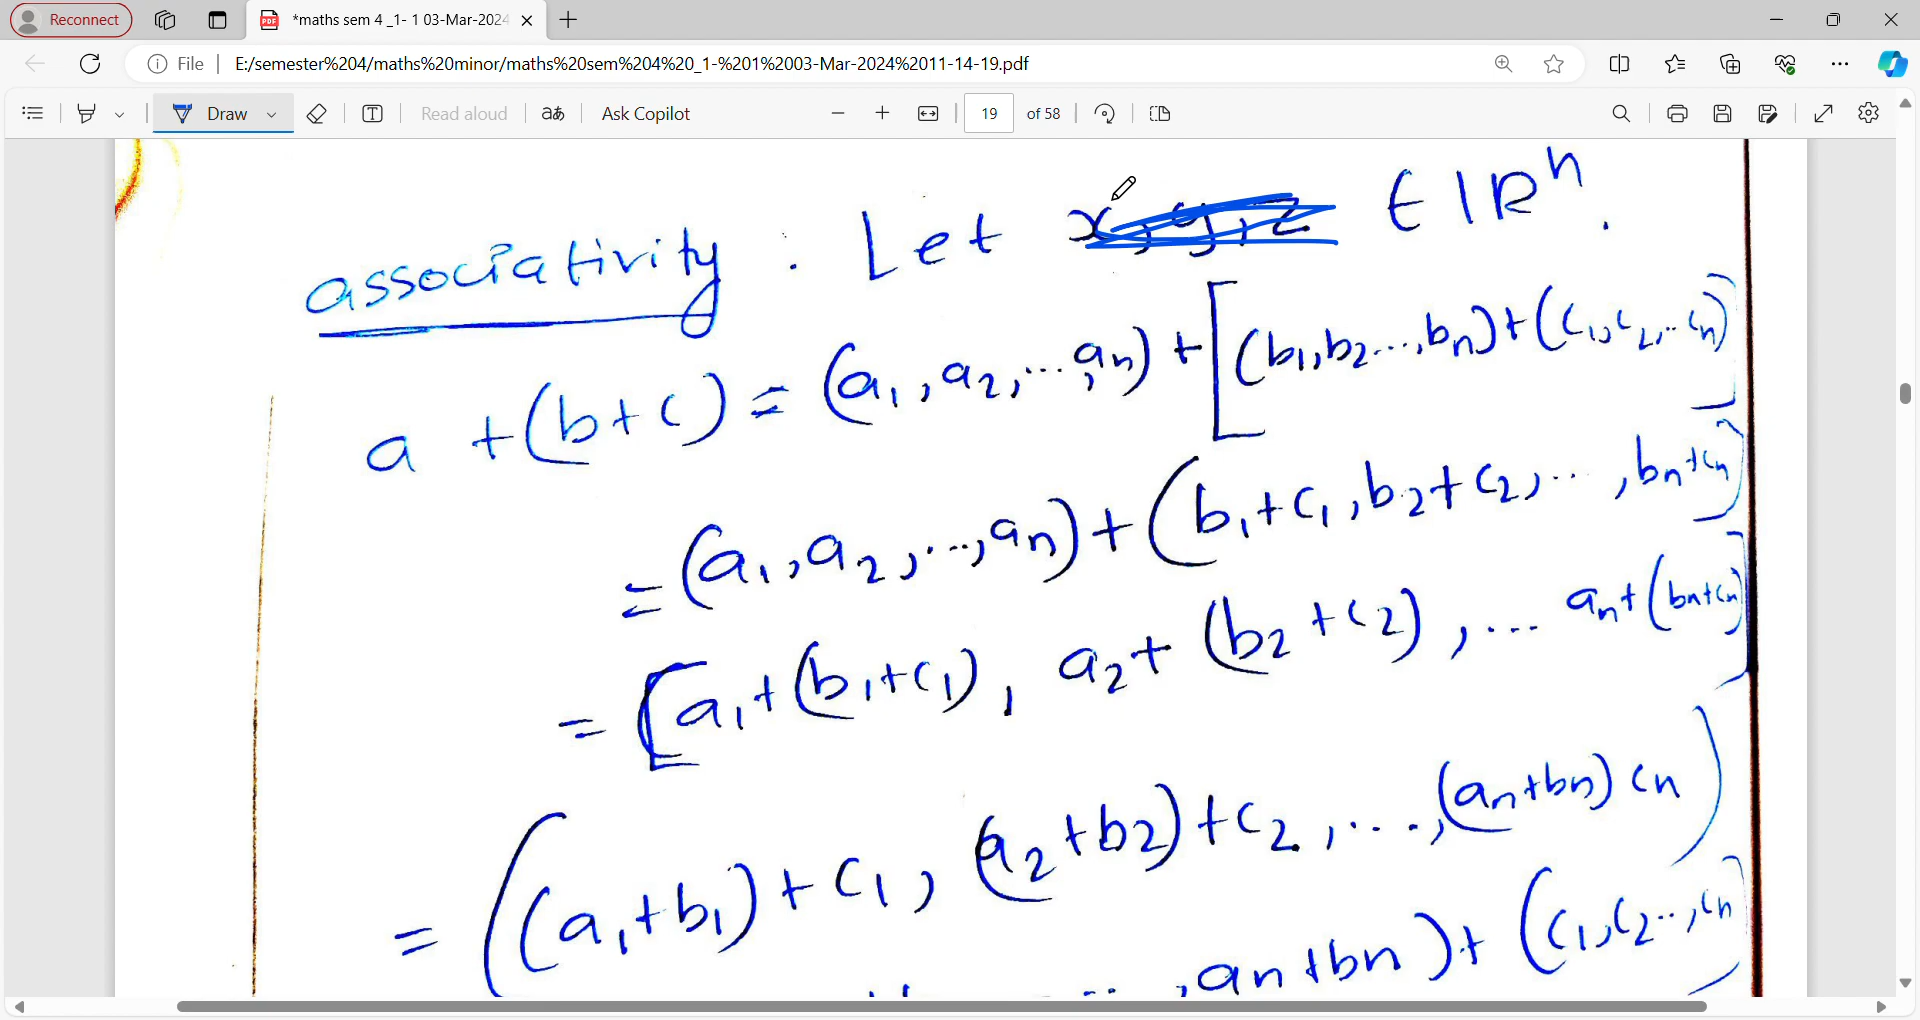 Reconnect
*maths sem 4 _1- 1 03-Mar-2024
File | E:/semester%204/maths%20minor/maths%20sem%204%20_1-%201%2003-Mar-2024%2011-14-19.pdf
Draw Read aloud aあ Ask Copilot 19 of 58
associativity : Let x, y, z ∈ IR^n.
a + (b+c) = (a₁, a₂, ..., aₙ) + [(b₁, b₂ ..., bₙ) + (c₁, c₂, .. cₙ)]
= (a₁, a₂, ..., aₙ) + (b₁+c₁, b₂+c₂, ... , bₙ+cₙ)
= [a₁+(b₁+c₁), a₂+(b₂+c₂), ... aₙ+(bₙ+cₙ)]
= ((a₁+b₁)+c₁, (a₂+b₂)+c₂, ...., (aₙ+bₙ) cₙ)
, aₙ+bₙ) + (c₁, c₂ .., cₙ)